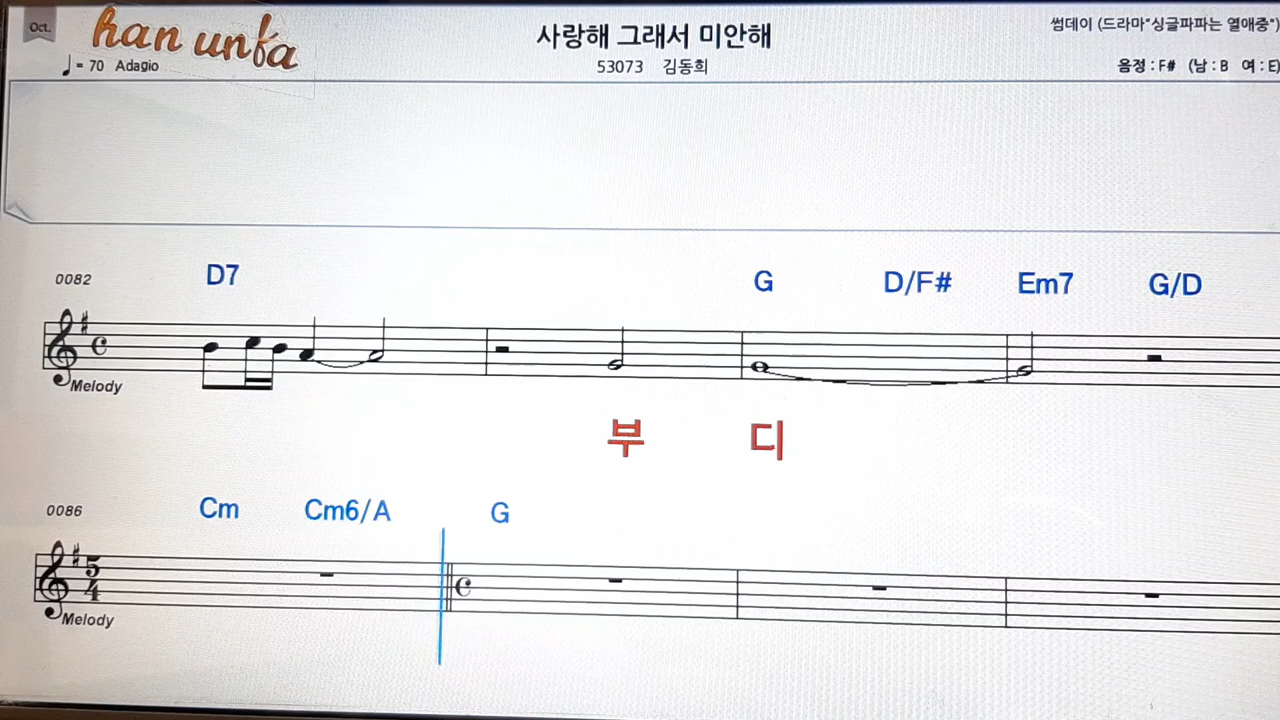 Oct.
han unfa
사랑해 그래서 미안해
썸데이 (드라마"싱글파파는 열애중")
♩= 70 Adagio
53073 김동희
음정 : F# (남 : B 여 : E)
0082 D7 G D/F# Em7 G/D
Melody
부 디
0086 Cm Cm6/A G
5
4
Melody